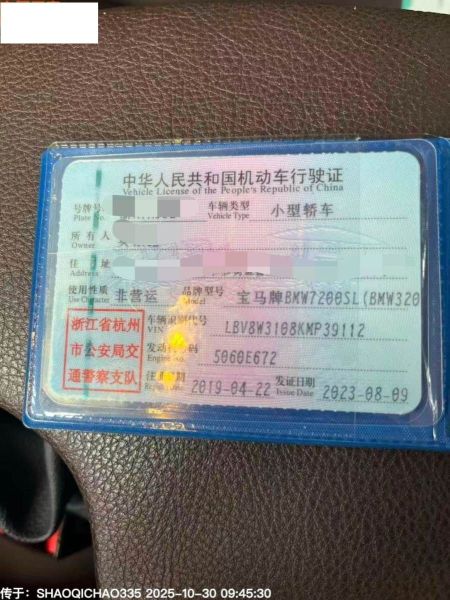 中华人民共和国机动车行驶证
Vehicle License of the People's Republic of China
号牌号 车辆类型 小型轿车
Plate No. Vehicle Type
所有人
Owner
住 址
Address
使用性质 非营运 品牌型号 宝马牌BMW7200SL(BMW320
Use Character Model
浙江省杭州
市公安局交
通警察支队
车辆识别代号 LBV8W3108KMP39112
VIN
发动机号码 5060E672
Engine No.
注册日期 2019-04-22 发证日期 2023-08-09
Issue Date
传于：SHAOQICHAO335 2025-10-30 09:45:30